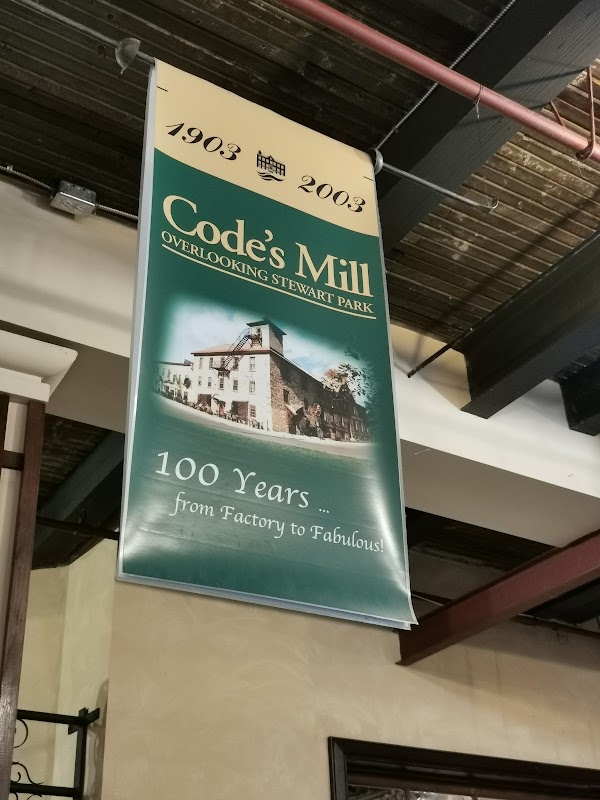 1903 2003
Code's Mill
OVERLOOKING STEWART PARK
100 Years ...
from Factory to Fabulous!